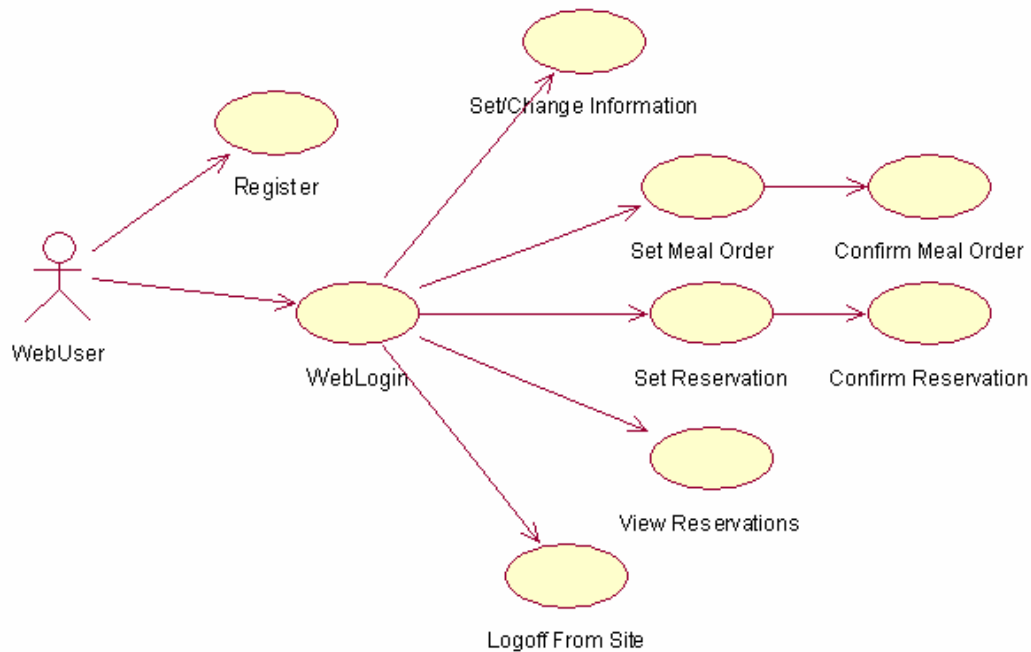 Set/Change Information
Register
Set Meal Order
Confirm Meal Order
WebUser
WebLogin
Set Reservation
Confirm Reservation
View Reservations
Logoff From Site